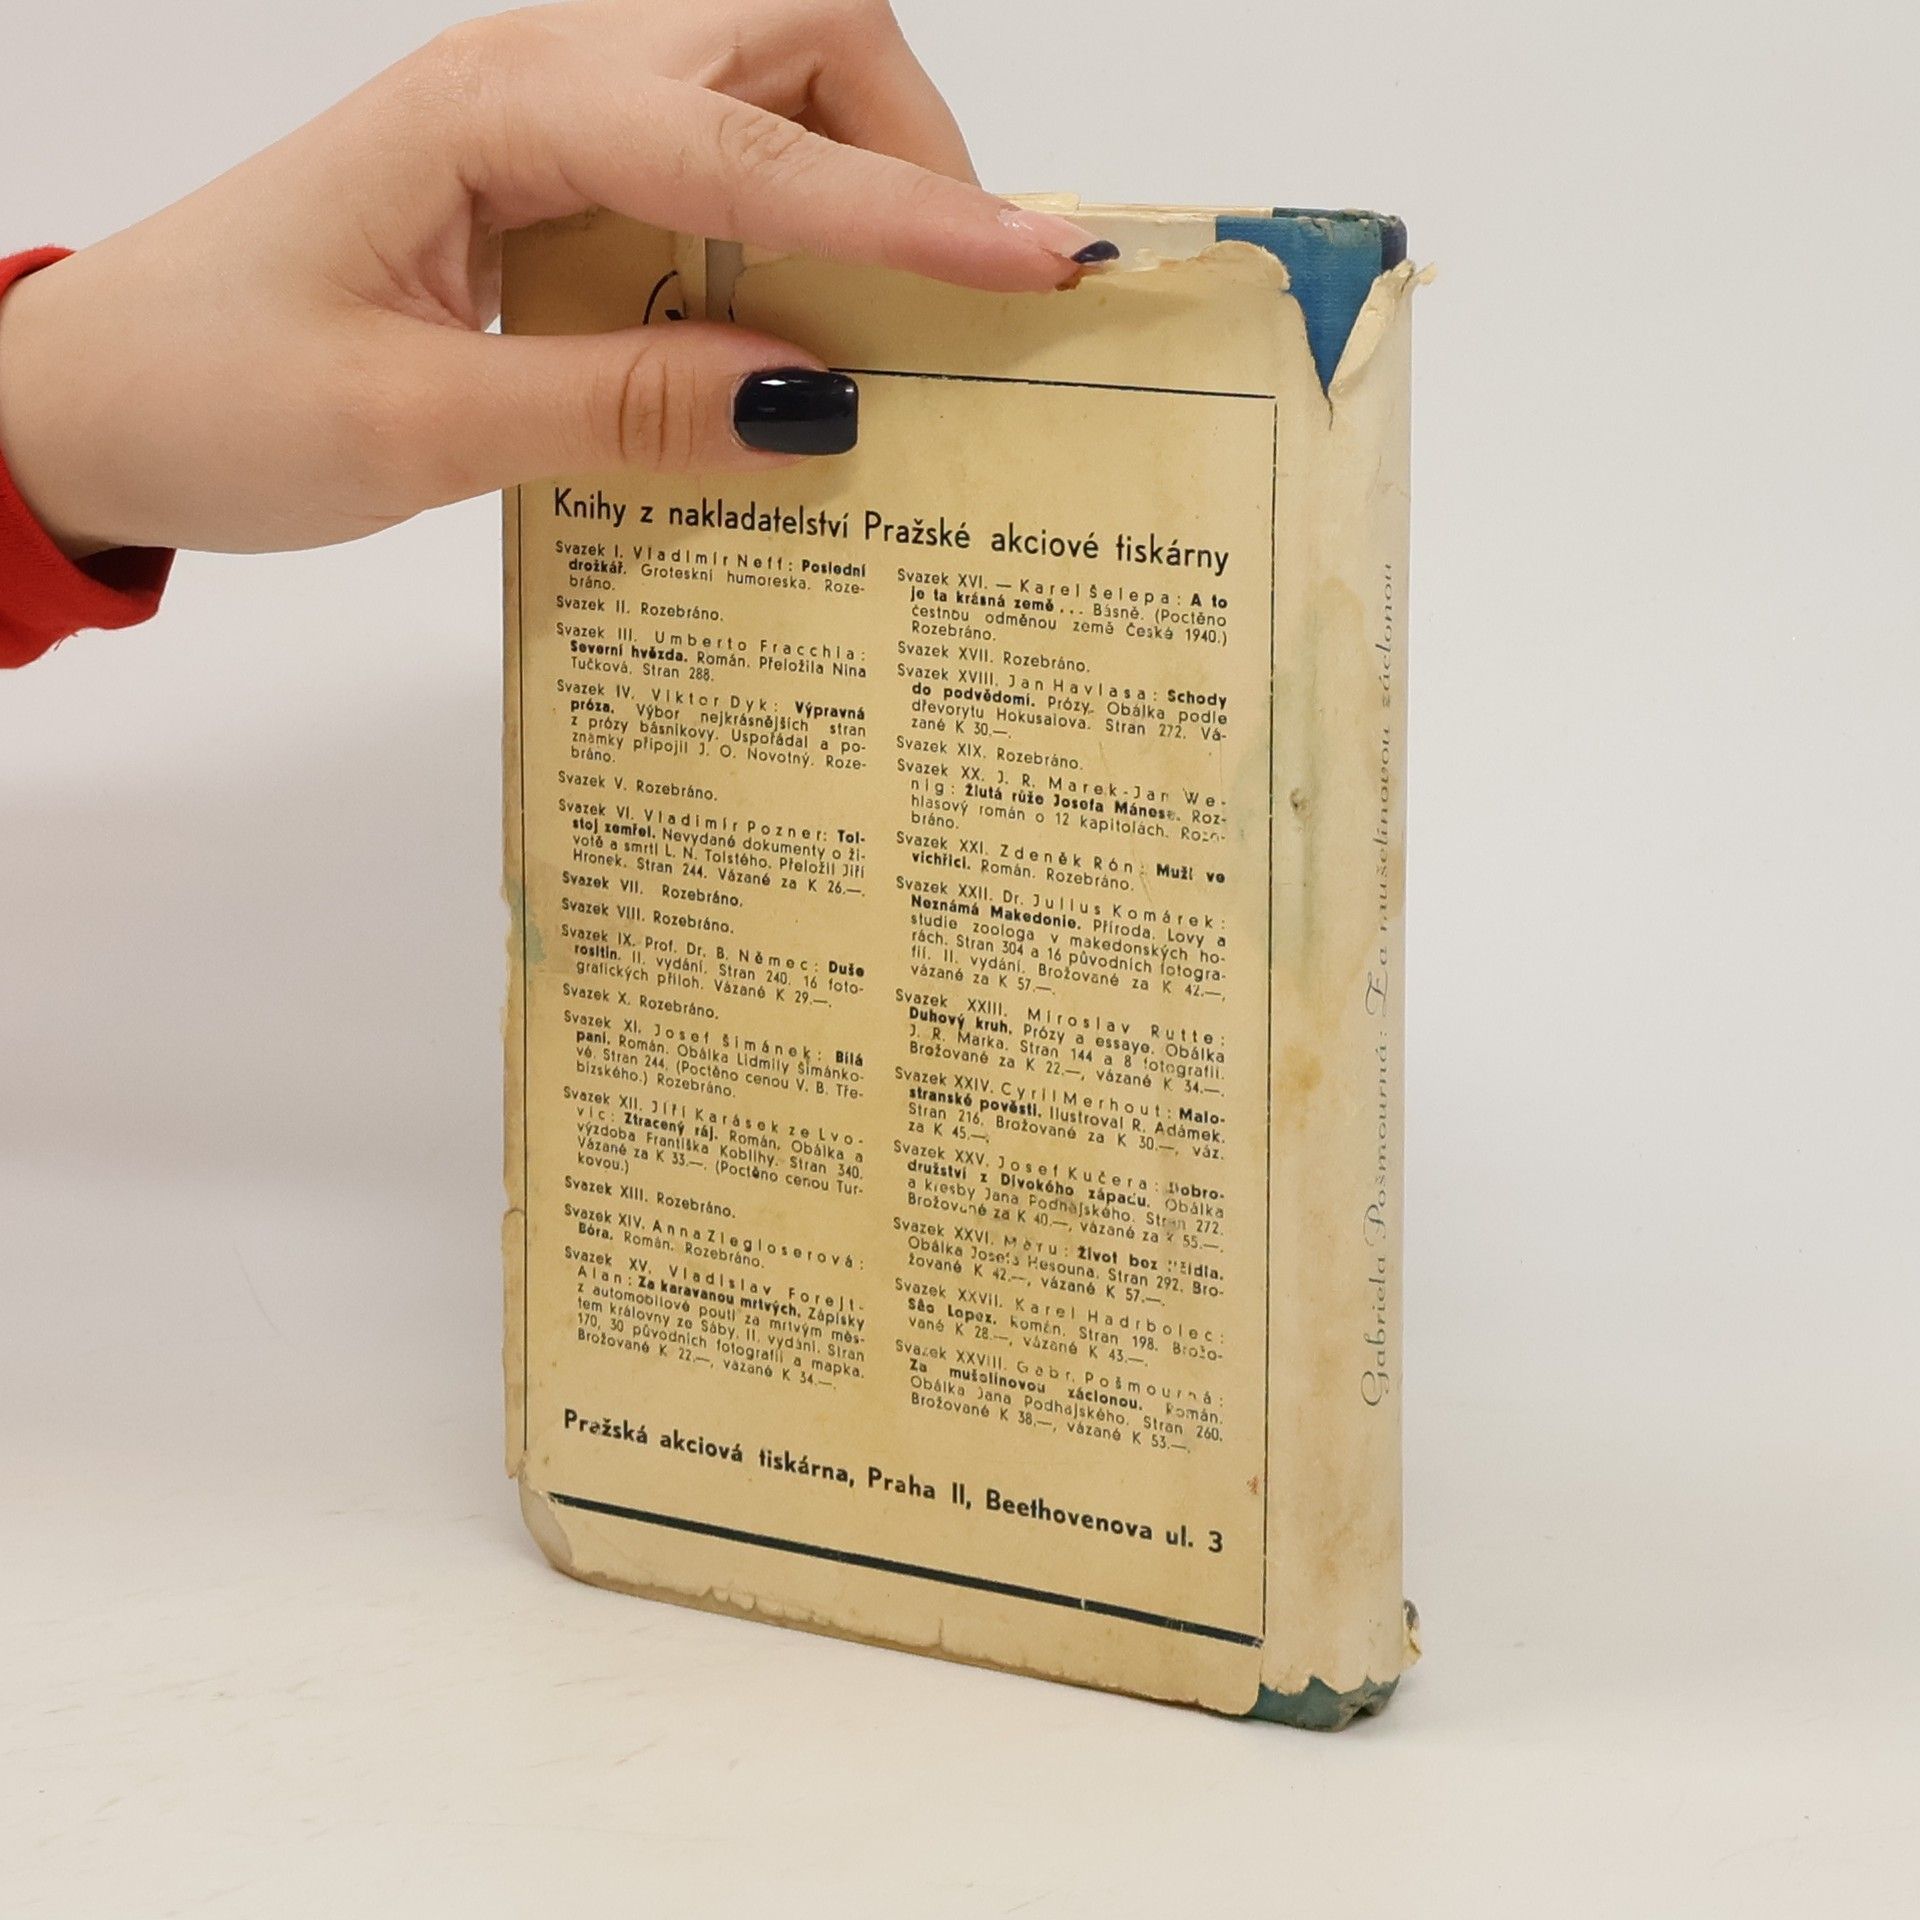 Knihy z nakladatelství Pražské akciové tiskárny
Svazek I. Vladimír Neff: Poslední
drožkář. Groteskní humoreska. Roze-
bráno.
Svazek II. Rozebráno.
Svazek III. Umberto Fracchia:
Severní hvězda. Román. Přeložila Nina
Tučková. Stran 288.
Svazek IV. Viktor Dyk: Výpravná
próza. Výbor nejkrásnějších stran
z prózy básníkovy. Uspořádal a po-
známky připojil J. O. Novotný. Roze-
bráno.
Svazek V. Rozebráno.
Svazek VI. Vladimír Pozner: Tol-
stoj zemřel. Nevydané dokumenty o ži-
votě a smrti L. N. Tolstého. Přeložil Jiří
Hronek. Stran 244. Vázané za K 26.—.
Svazek VII. Rozebráno.
Svazek VIII. Rozebráno.
Svazek IX. Prof. Dr. B. Němec: Duše
rostlin. II. vydání. Stran 240. 16 foto-
grafických příloh. Vázané K 29.—.
Svazek X. Rozebráno.
Svazek XI. Josef Šimánek: Bílá
paní. Román. Obálka Lidmily Šimánko-
vé. Stran 244. (Poctěno cenou V. B. Tře-
bízského.) Rozebráno.
Svazek XII. Jiří Karásek ze Lvo-
vic: Ztracený ráj. Román. Obálka a
výzdoba Františka Koblihy. Stran 340.
Vázané za K 33.—. (Poctěno cenou Tur-
kovou.)
Svazek XIII. Rozebráno.
Svazek XIV. Anna Ziegloserová:
Bóra. Román. Rozebráno.
Svazek XV. Vladislav Forejt-
Alan: Za karavanou mrtvých. Zápisky
z automobilové pouti za mrtvým měs-
tem královny ze Sáby. II. vydání. Stran
170, 30 původních fotografií a mapka.
Brožované K 22.—, vázané K 34.—.
Svazek XVI. — Karel Šelepa: A to
je ta krásná země... Básně. (Poctěno
čestnou odměnou země České 1940.)
Rozebráno.
Svazek XVII. Rozebráno.
Svazek XVIII. Jan Havlasa: Schody
do podvědomí. Prózy. Obálka podle
dřevorytu Hokusaiova. Stran 272. Vá-
zané K 30.—.
Svazek XIX. Rozebráno.
Svazek XX. J. R. Marek-Jan We-
nig: Žlutá růže Josefa Mánesa. Roz-
hlasový román o 12 kapitolách. Roze-
bráno.
Svazek XXI. Zdeněk Rón: Muži ve
vichřici. Román. Rozebráno.
Svazek XXII. Dr. Julius Komárek:
Neznámá Makedonie. Příroda. Lovy a
studie zoologa v makedonských ho-
rách. Stran 304 a 16 původních fotogra-
fií. II. vydání. Brožované za K 42.—,
vázané za K 57.—.
Svazek XXIII. Miroslav Rutte:
Duhový kruh. Prózy a essaye. Obálka
J. R. Marka. Stran 144 a 8 fotografií.
Brožované za K 22.—, vázané K 34.—.
Svazek XXIV. Cyril Merhout: Malo-
stranské pověsti. Ilustroval R. Adámek.
Stran 216. Brožované za K 30.—, váz.
za K 45.—.
Svazek XXV. Josef Kučera: Dobro-
družství z Divokého západu. Obálka
a kresby Jana Podhajského. Stran 272.
Brožované za K 40.—, vázané za K 55.—.
Svazek XXVI. Maru: Život bez
Obálka Josefa Hesouna. Stran 292. Bro-
žované K 42.—, vázané K 57.—.
Svazek XXVII. Karel Hadrbolec:
São Lopez. Román. Stran 198. Brožo-
vané K 28.—, vázané K 43.—.
Svazek XXVIII. Gabr. Pošmourná:
Za mušelínovou záclonou. Román.
Obálka Jana Podhajského. Stran 260.
Brožované K 38.—, vázané K 53.—.
Pražská akciová tiskárna, Praha II, Beethovenova ul. 3
Gabriela Pošmourná: Za mušelínovou záclonou